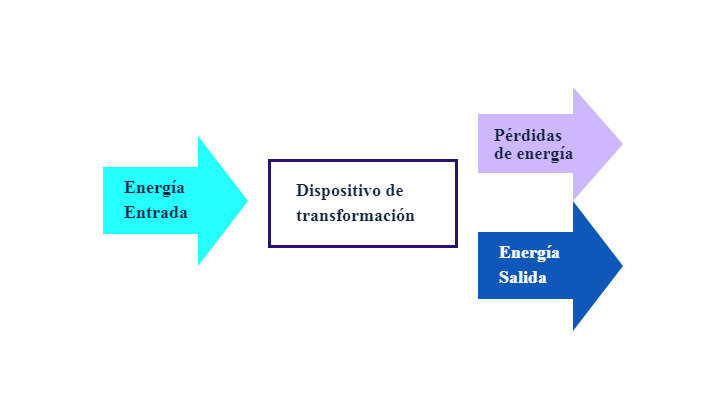 Energía
Entrada
Dispositivo de
transformación
Pérdidas
de energía
Energía
Salida